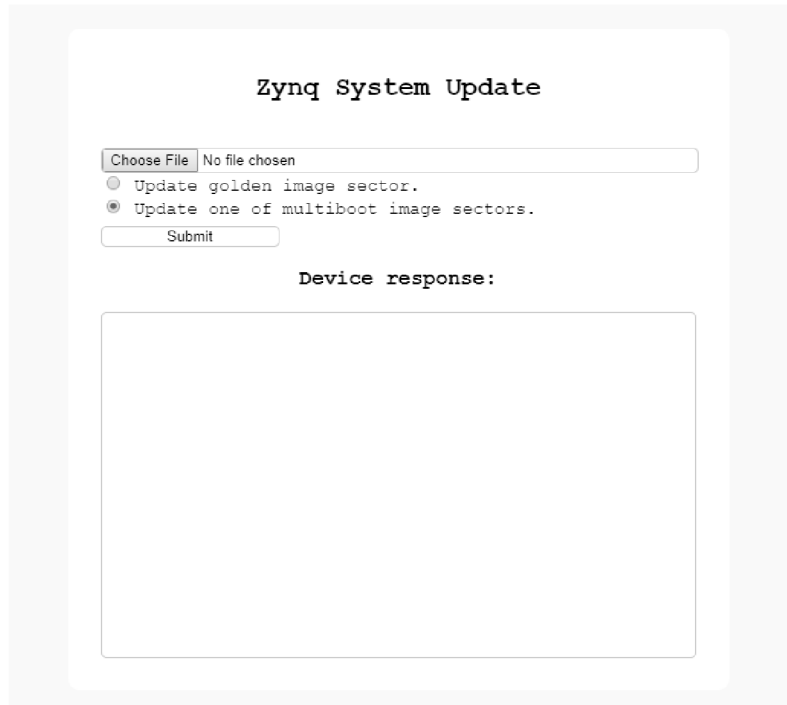 Zynq System Update
Choose File No file chosen
Update golden image sector.
Update one of multiboot image sectors.
Submit
Device response: